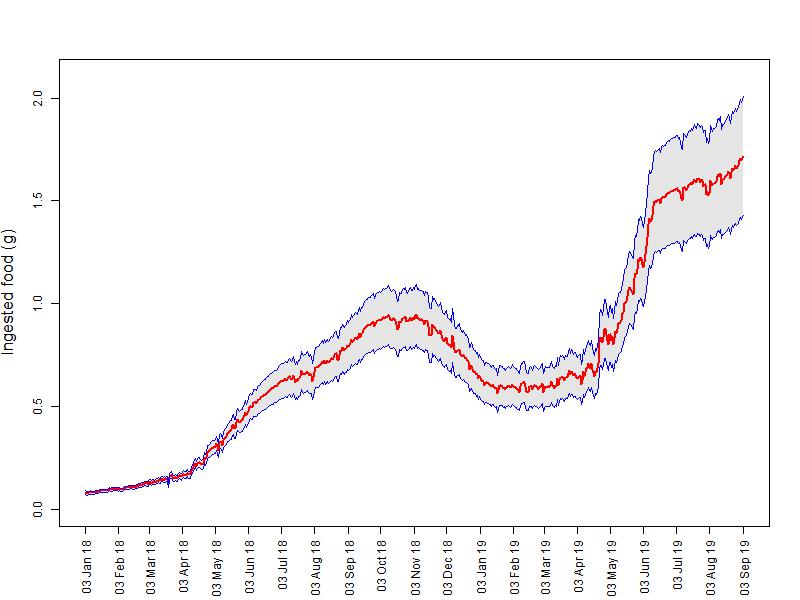 Ingested food (g)
2.0
1.5
1.0
0.5
0.0
03 Jan 18
03 Feb 18
03 Mar 18
03 Apr 18
03 May 18
03 Jun 18
03 Jul 18
03 Aug 18
03 Sep 18
03 Oct 18
03 Nov 18
03 Dec 18
03 Jan 19
03 Feb 19
03 Mar 19
03 Apr 19
03 May 19
03 Jun 19
03 Jul 19
03 Aug 19
03 Sep 19